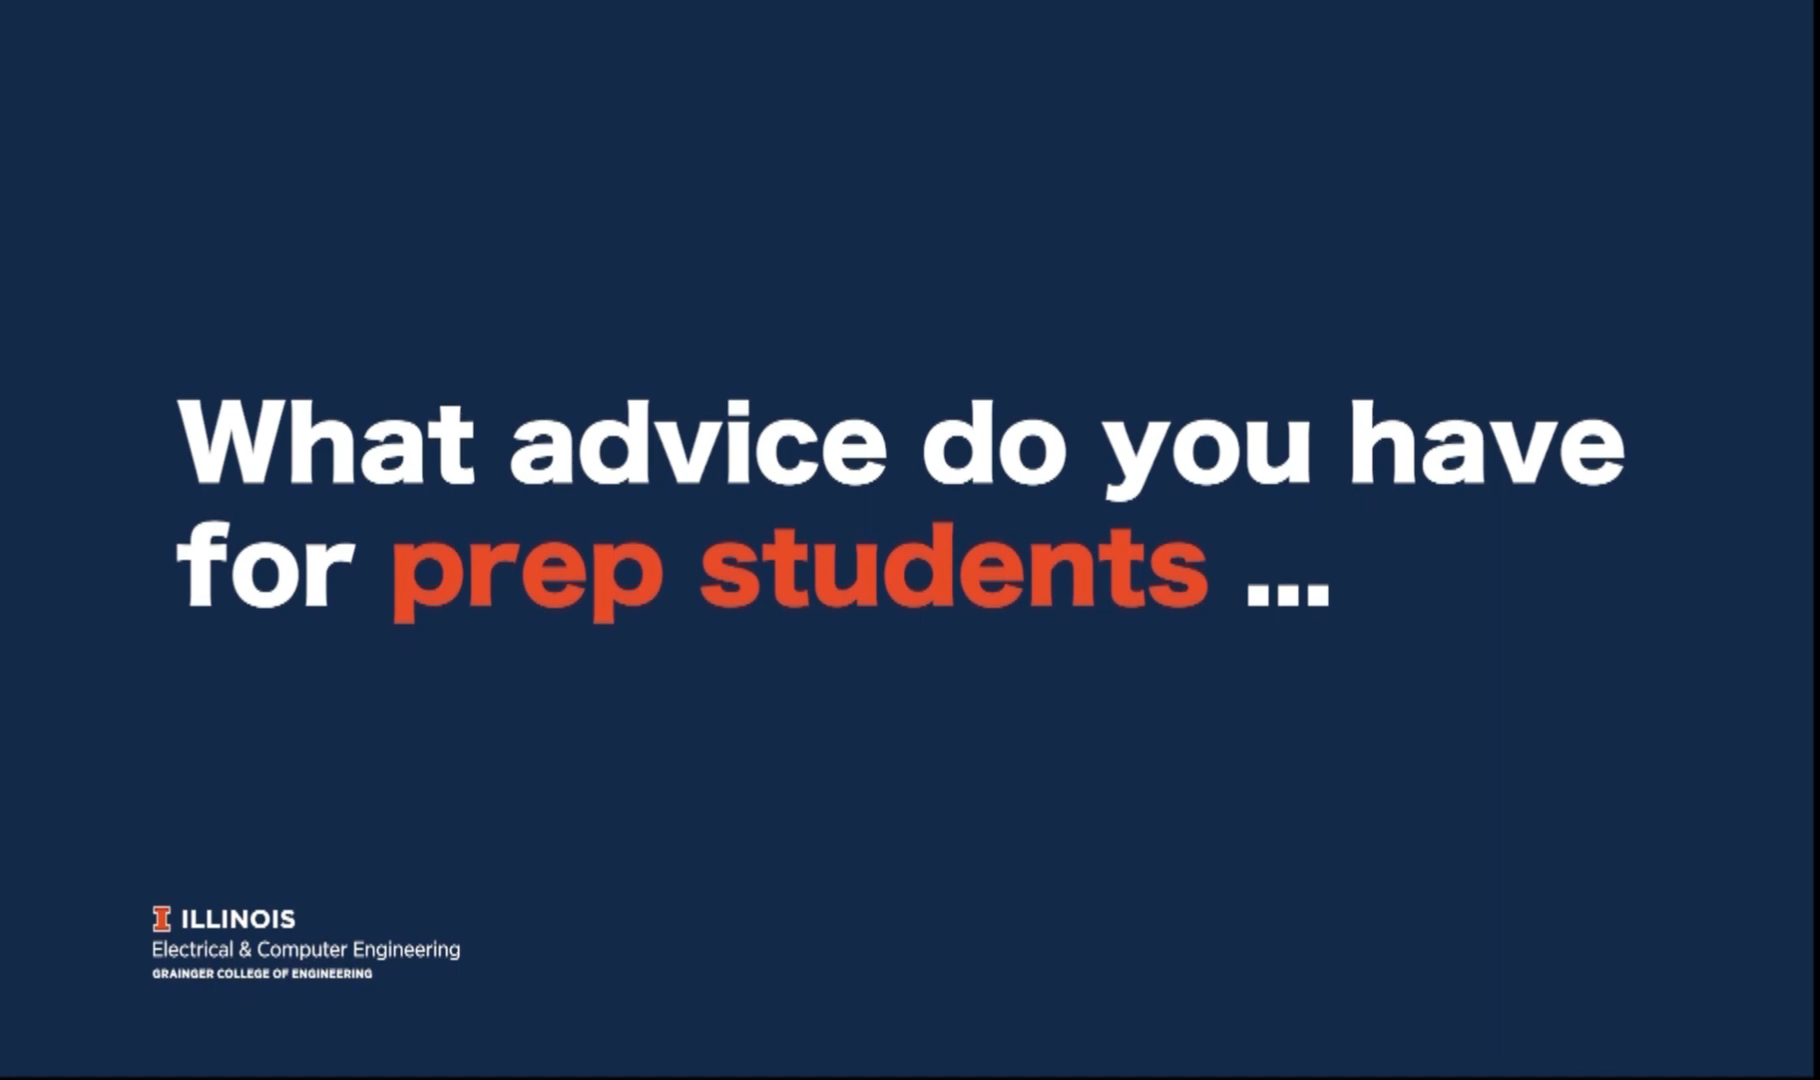 What advice do you have
for prep students ...
I ILLINOIS
Electrical & Computer Engineering
GRAINGER COLLEGE OF ENGINEERING